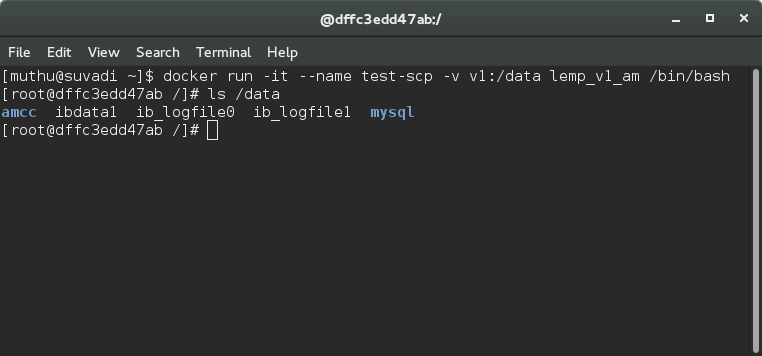 @dffc3edd47ab:/
File Edit View Search Terminal Help
[muthu@suvadi ~]$ docker run -it --name test-scp -v v1:/data lemp_v1_am /bin/bash
[root@dffc3edd47ab /]# ls /data
amcc  ibdata1  ib_logfile0  ib_logfile1  mysql
[root@dffc3edd47ab /]#